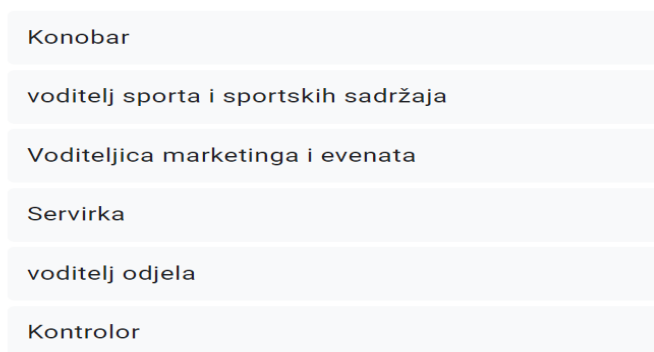 Konobar
voditelj sporta i sportskih sadržaja
Voditeljica marketinga i evenata
Servirka
voditelj odjela
Kontrolor